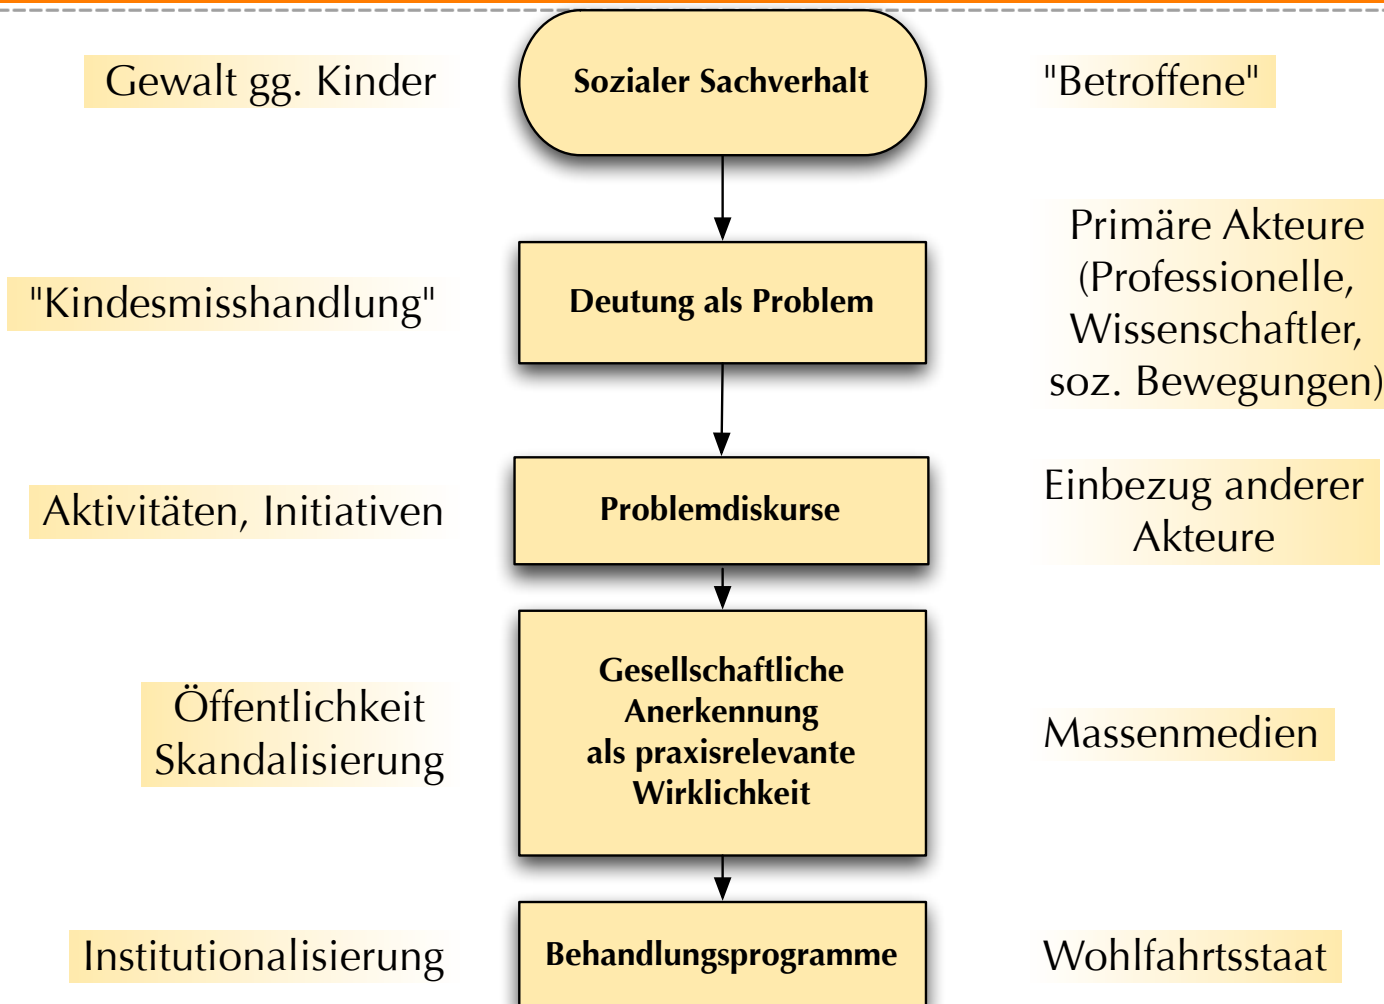 Gewalt gg. Kinder
Sozialer Sachverhalt
"Betroffene"
"Kindesmisshandlung"
Deutung als Problem
Primäre Akteure
(Professionelle,
Wissenschaftler,
soz. Bewegungen)
Aktivitäten, Initiativen
Problemdiskurse
Einbezug anderer
Akteure
Öffentlichkeit
Skandalisierung
Gesellschaftliche
Anerkennung
als praxisrelevante
Wirklichkeit
Massenmedien
Institutionalisierung
Behandlungsprogramme
Wohlfahrtsstaat